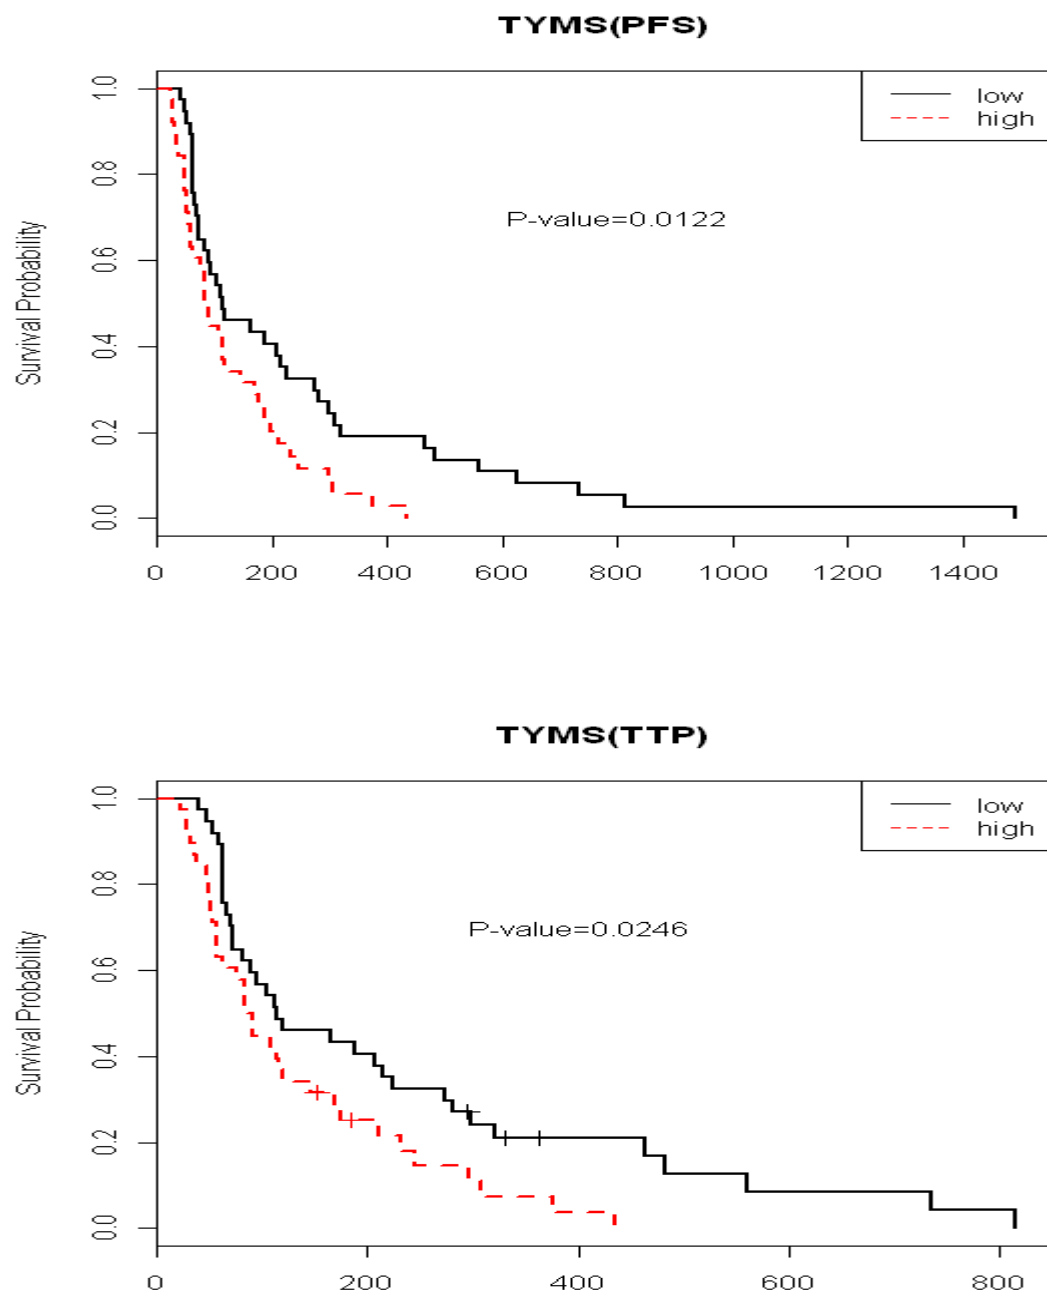 TYMS(PFS)
low
high
P-value=0.0122
Survival Probability
1.0
0.8
0.6
0.4
0.2
0.0
0 200 400 600 800 1000 1200 1400
TYMS(TTP)
low
high
P-value=0.0246
Survival Probability
1.0
0.8
0.6
0.4
0.2
0.0
0 200 400 600 800